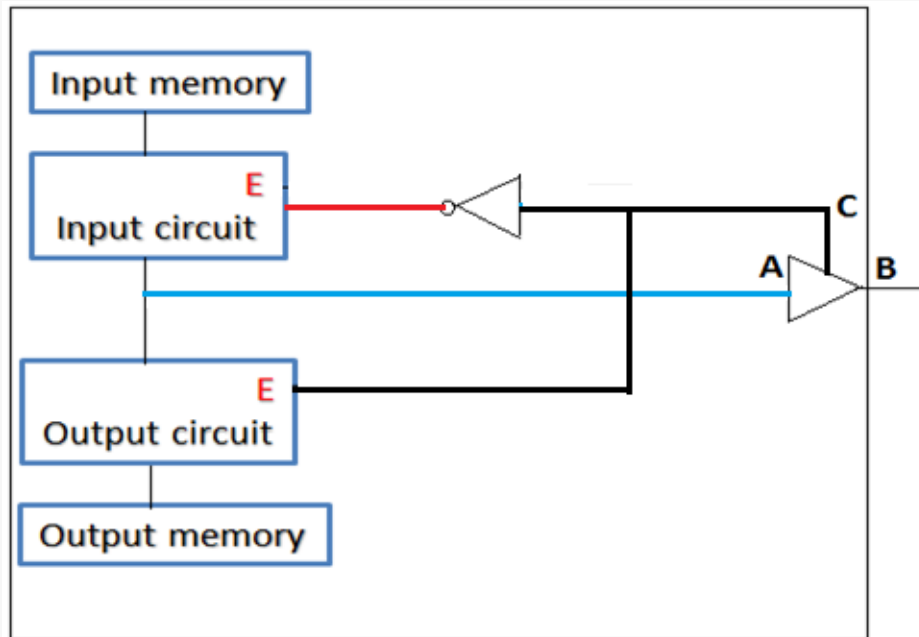 Input memory
E
Input circuit
C
A
B
E
Output circuit
Output memory